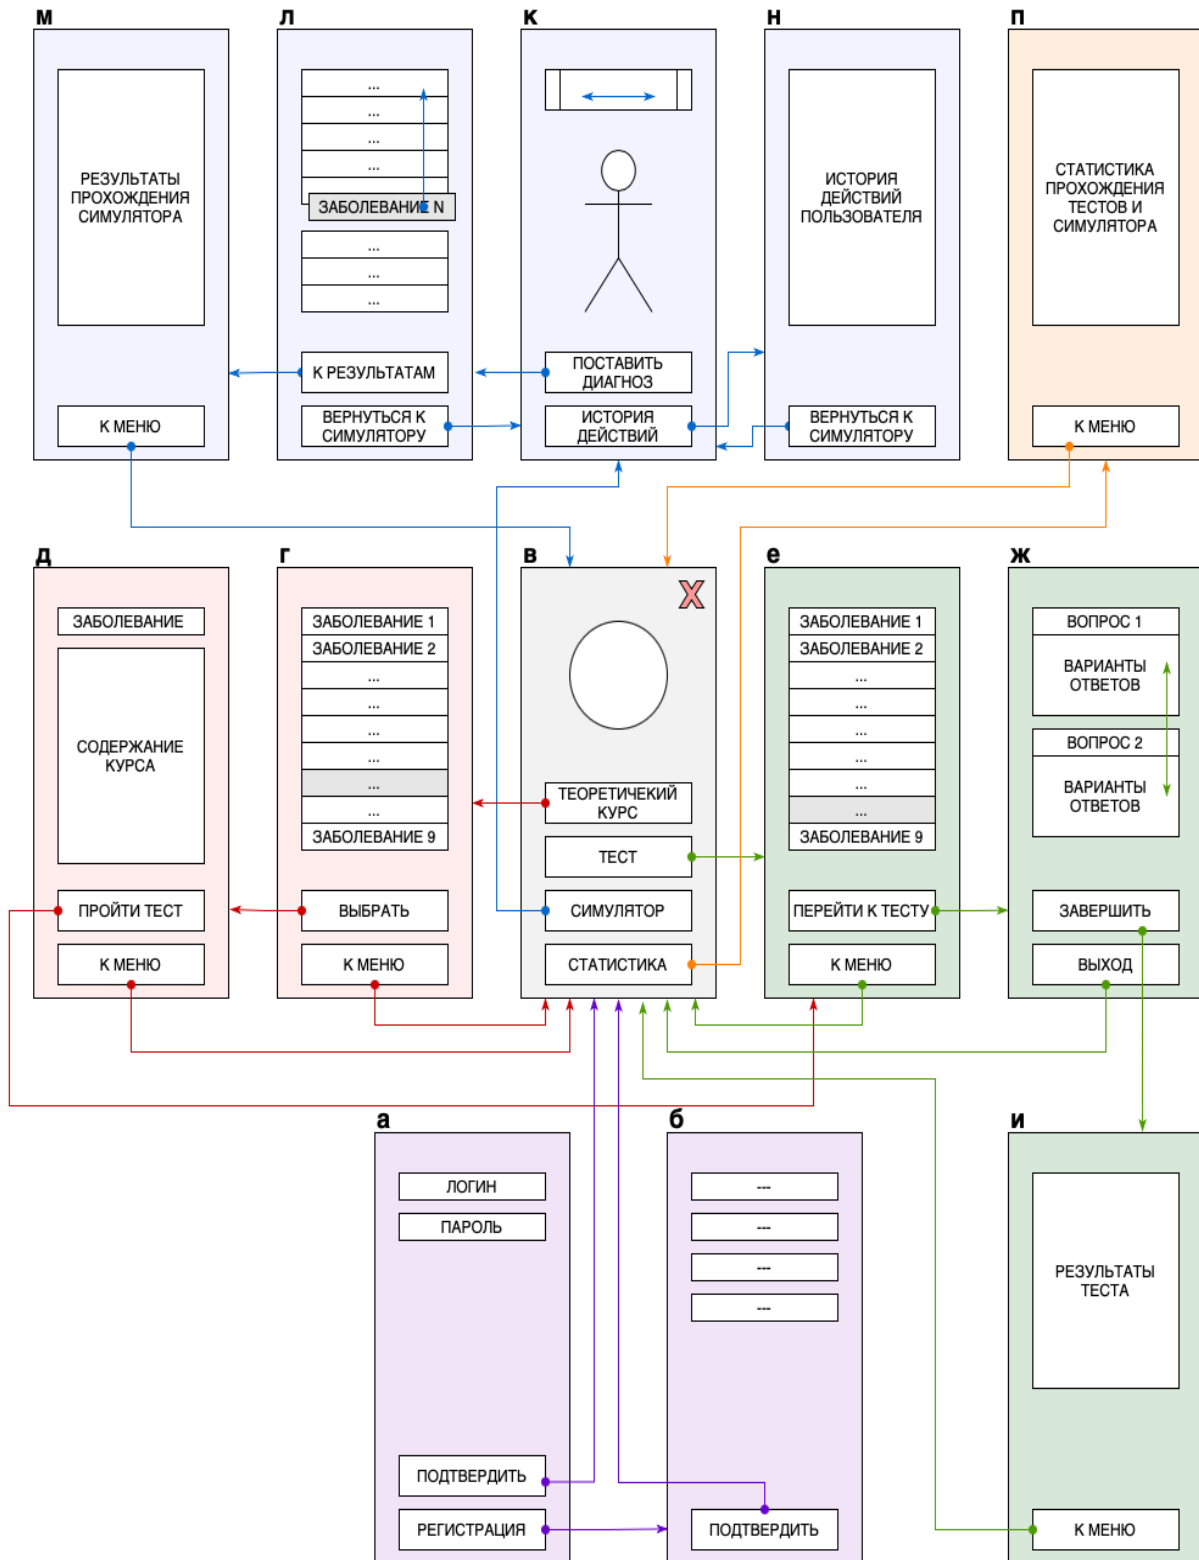 м
РЕЗУЛЬТАТЫ
ПРОХОЖДЕНИЯ
СИМУЛЯТОРА
К МЕНЮ
л
...
...
...
...
ЗАБОЛЕВАНИЕ N
...
...
...
К РЕЗУЛЬТАТАМ
ВЕРНУТЬСЯ К
СИМУЛЯТОРУ
к
ПОСТАВИТЬ
ДИАГНОЗ
ИСТОРИЯ
ДЕЙСТВИЙ
н
ИСТОРИЯ
ДЕЙСТВИЙ
ПОЛЬЗОВАТЕЛЯ
ВЕРНУТЬСЯ К
СИМУЛЯТОРУ
п
СТАТИСТИКА
ПРОХОЖДЕНИЯ
ТЕСТОВ И
СИМУЛЯТОРА
К МЕНЮ
д
ЗАБОЛЕВАНИЕ
СОДЕРЖАНИЕ
КУРСА
ПРОЙТИ ТЕСТ
К МЕНЮ
г
ЗАБОЛЕВАНИЕ 1
ЗАБОЛЕВАНИЕ 2
...
...
...
...
...
...
ЗАБОЛЕВАНИЕ 9
ВЫБРАТЬ
К МЕНЮ
в
X
ТЕОРЕТИЧЕКИЙ
КУРС
ТЕСТ
СИМУЛЯТОР
СТАТИСТИКА
е
ЗАБОЛЕВАНИЕ 1
ЗАБОЛЕВАНИЕ 2
...
...
...
...
...
...
ЗАБОЛЕВАНИЕ 9
ПЕРЕЙТИ К ТЕСТУ
К МЕНЮ
ж
ВОПРОС 1
ВАРИАНТЫ
ОТВЕТОВ
ВОПРОС 2
ВАРИАНТЫ
ОТВЕТОВ
ЗАВЕРШИТЬ
ВЫХОД
а
ЛОГИН
ПАРОЛЬ
ПОДТВЕРДИТЬ
РЕГИСТРАЦИЯ
б
---
---
---
---
ПОДТВЕРДИТЬ
и
РЕЗУЛЬТАТЫ
ТЕСТА
К МЕНЮ